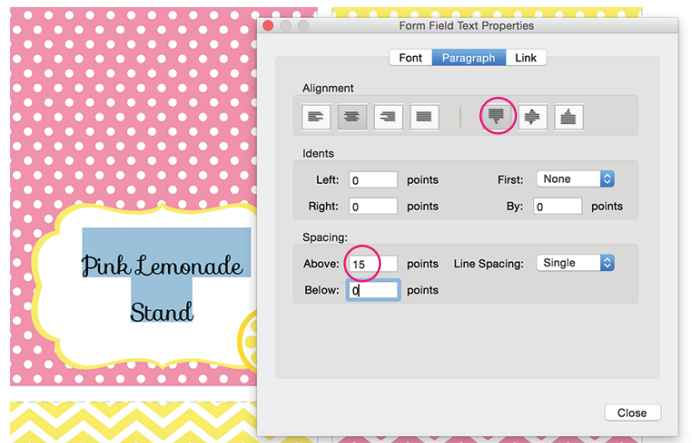 Form Field Text Properties
Font Paragraph Link
Alignment
Idents
Left: 0 points First: None
Right: 0 points By: 0 points
Spacing:
Above: 15 points Line Spacing: Single
Below: 0 points
Close
Pink Lemonade
Stand